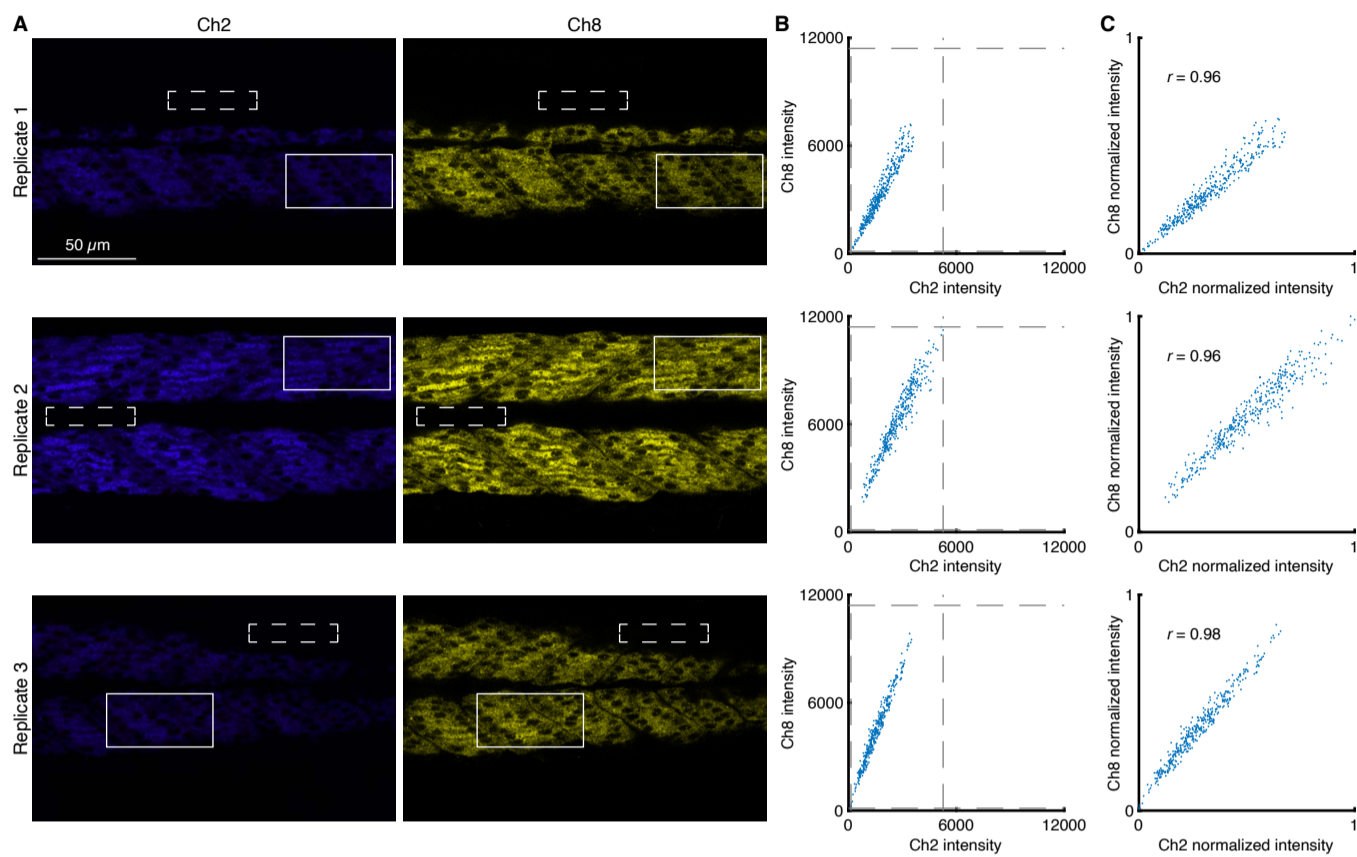 A
Ch2
Ch8
B
C
Replicate 1
50 µm
Ch8 intensity
12000
6000
0
0
6000
12000
Ch2 intensity
Ch8 normalized intensity
1
r = 0.96
0
0
1
Ch2 normalized intensity
Replicate 2
Ch8 intensity
12000
6000
0
0
6000
12000
Ch2 intensity
Ch8 normalized intensity
1
r = 0.96
0
0
1
Ch2 normalized intensity
Replicate 3
Ch8 intensity
12000
6000
0
0
6000
12000
Ch2 intensity
Ch8 normalized intensity
1
r = 0.98
0
0
1
Ch2 normalized intensity